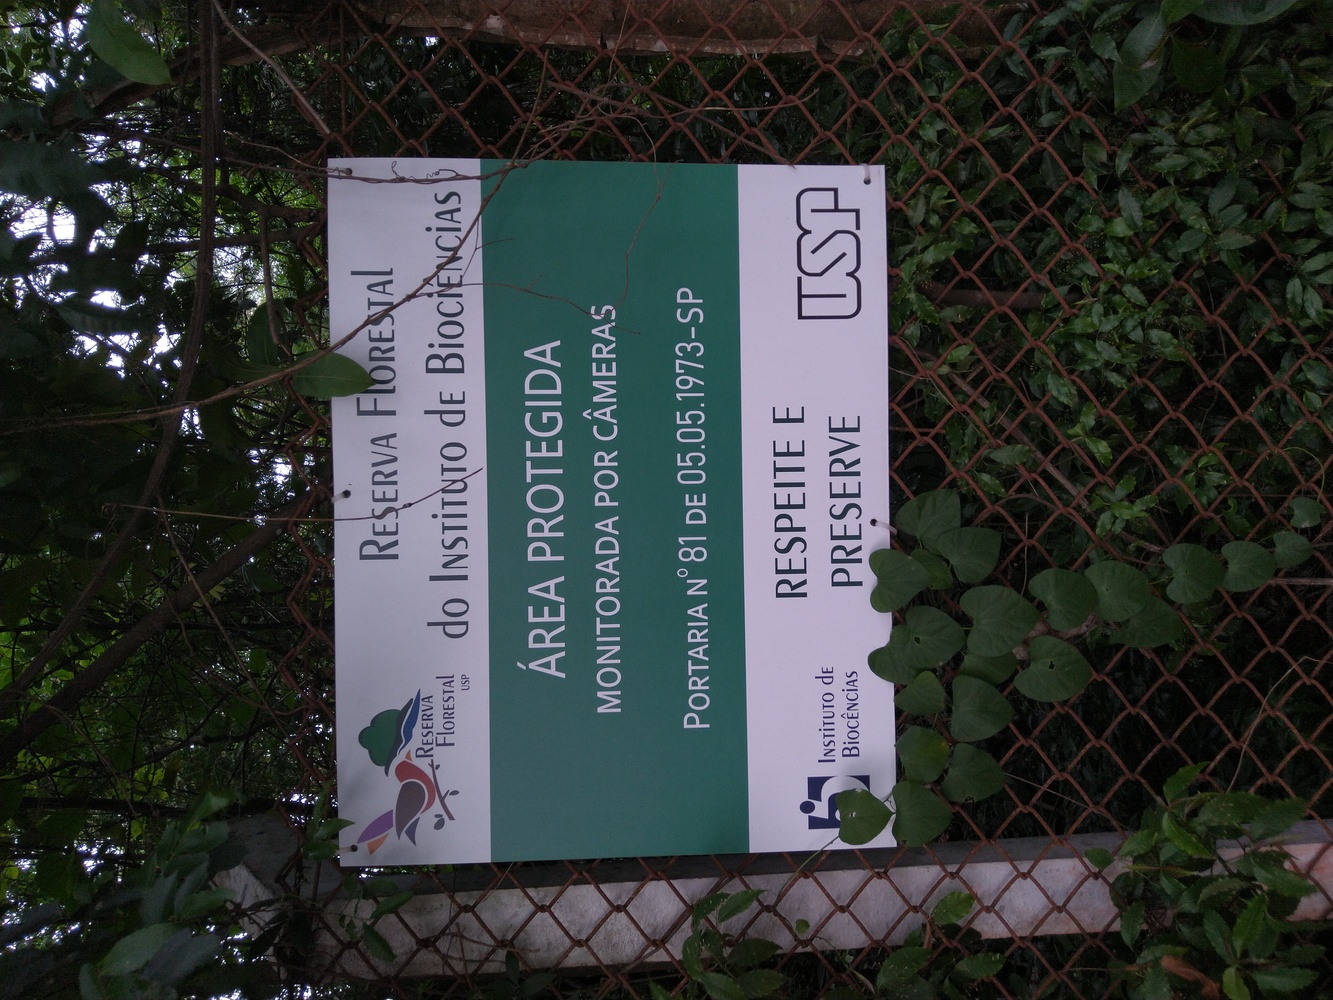 Reserva Florestal
USP
Reserva Florestal
do Instituto de Biociências
ÁREA PROTEGIDA
MONITORADA POR CÂMERAS
Portaria nº 81 de 05.05.1973-SP
RESPEITE E
PRESERVE
Instituto de
Biocências
USP